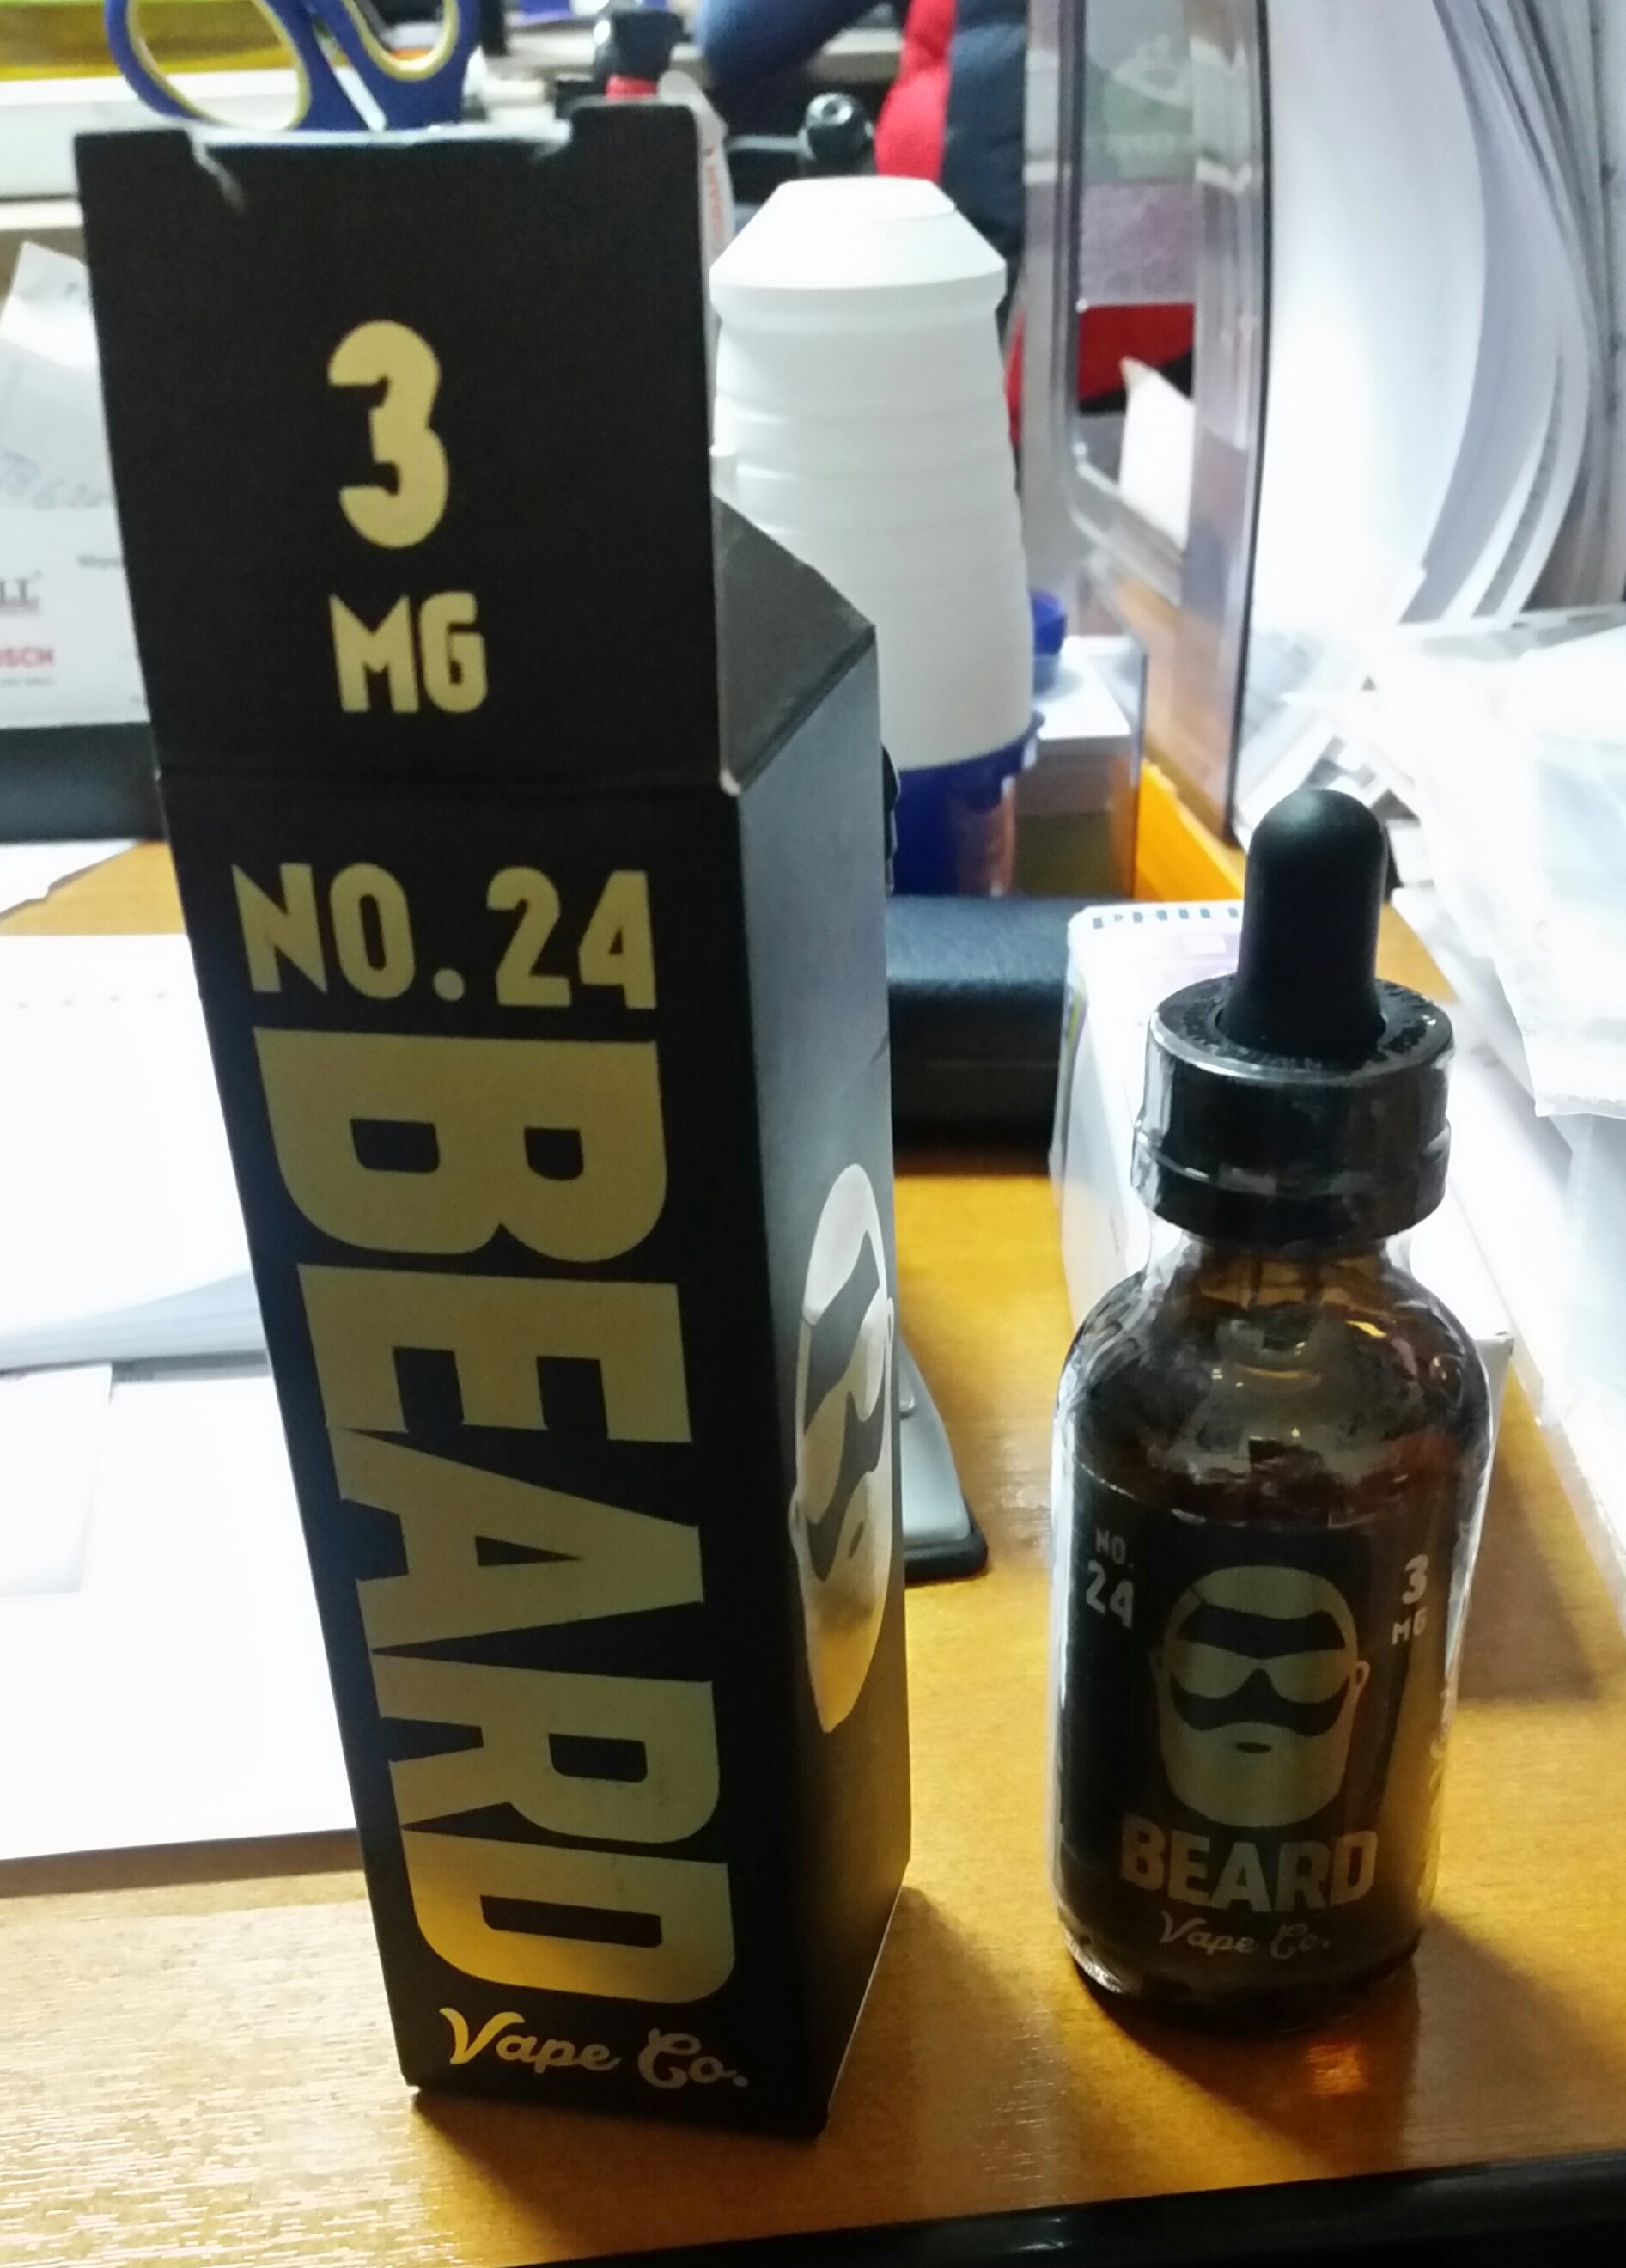 3
MG
NO. 24
BEARD
Vape Co.
NO.
24
3
MG
BEARD
Vape Co.